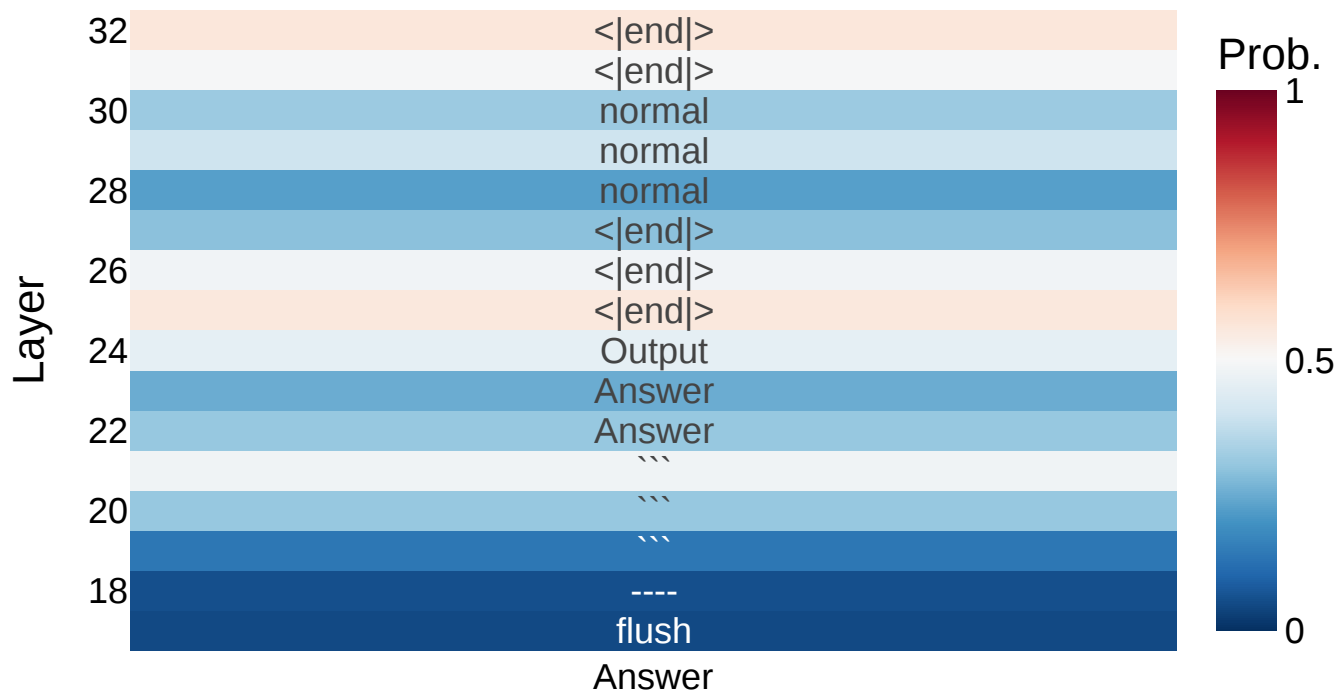 32 <|end|>
<|end|>
Prob.
1
30 normal
normal
28 normal
<|end|>
26 <|end|>
<|end|>
Layer
24 Output
0.5
Answer
22 Answer
```
20 ```
```
18 ----
flush
0
Answer